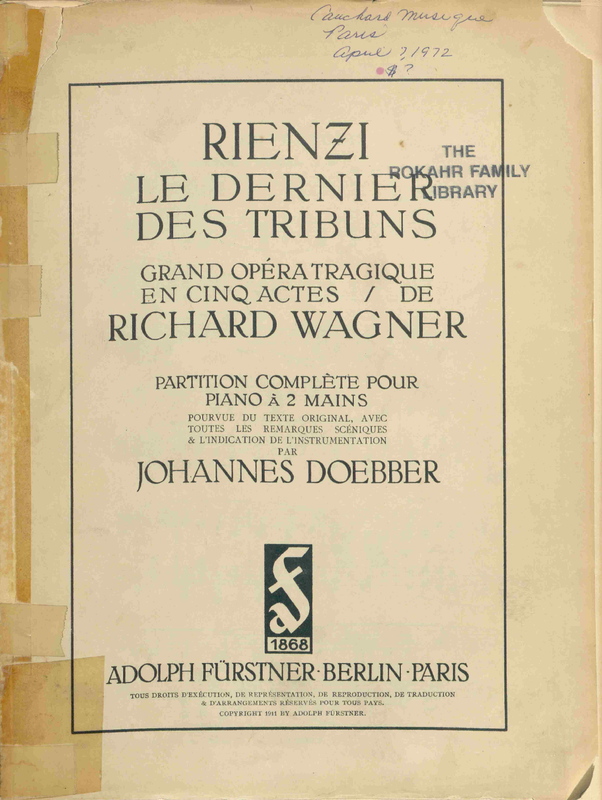 Musique
Paris
April ?, 1972
$ ?
RIENZI
LE DERNIER
DES TRIBUNS
THE
ROKAHR FAMILY
LIBRARY
GRAND OPÉRA TRAGIQUE
EN CINQ ACTES / DE
RICHARD WAGNER
PARTITION COMPLÈTE POUR
PIANO À 2 MAINS
POURVUE DU TEXTE ORIGINAL, AVEC
TOUTES LES REMARQUES SCÉNIQUES
& L'INDICATION DE L'INSTRUMENTATION
PAR
JOHANNES DOEBBER
af
1868
ADOLPH FÜRSTNER · BERLIN · PARIS
TOUS DROITS D'EXÉCUTION, DE REPRÉSENTATION, DE REPRODUCTION, DE TRADUCTION
& D'ARRANGEMENTS RÉSERVÉS POUR TOUS PAYS.
COPYRIGHT 1911 BY ADOLPH FÜRSTNER.